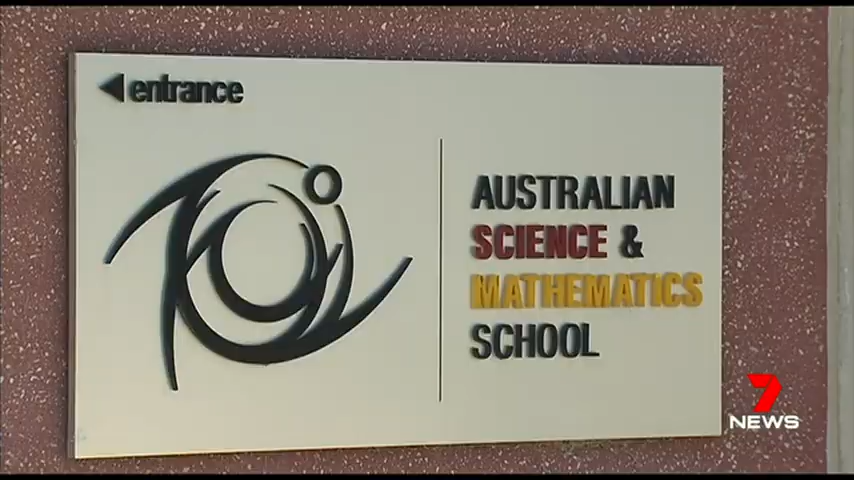 entrance
AUSTRALIAN
SCIENCE &
MATHEMATICS
SCHOOL
7
NEWS